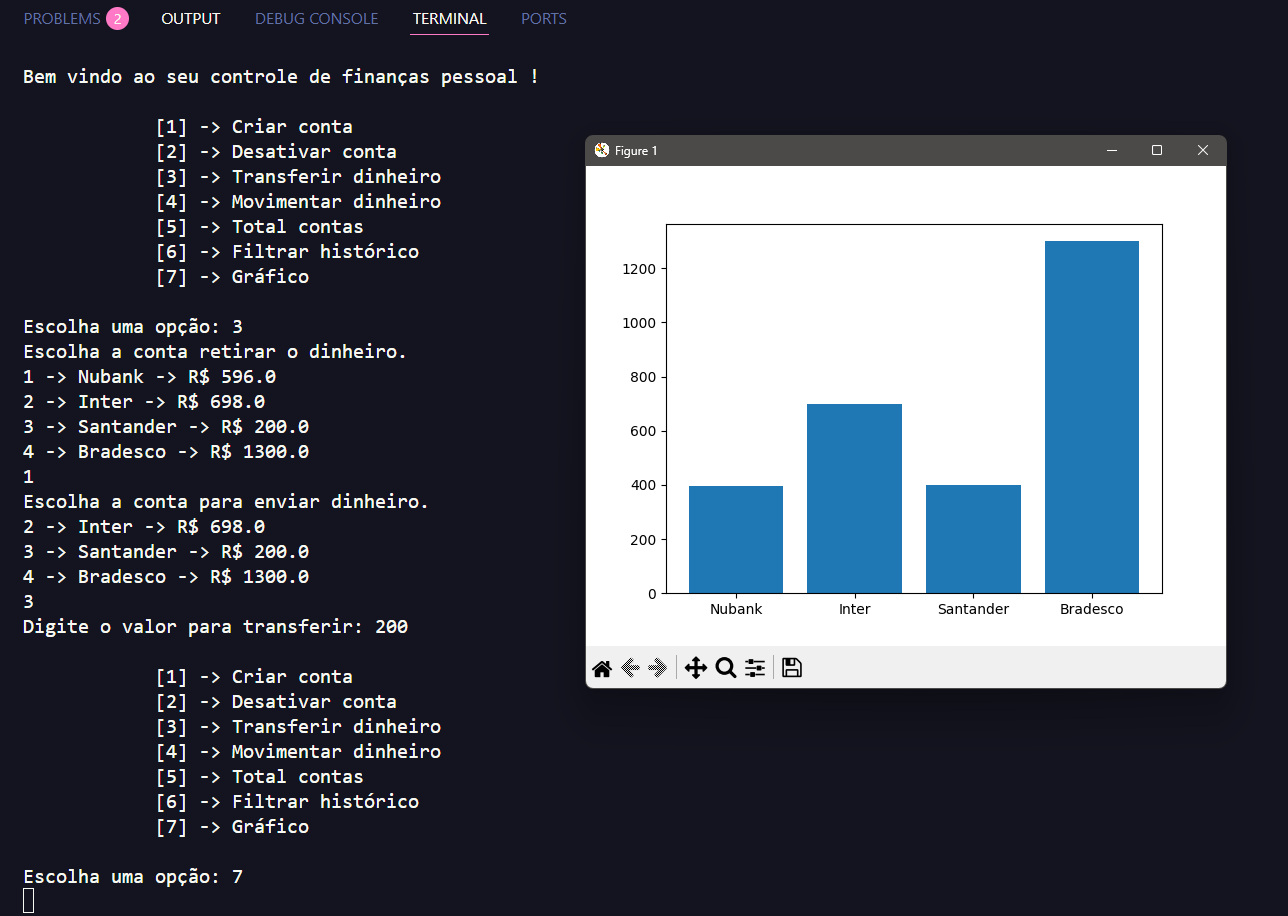 PROBLEMS 2 OUTPUT DEBUG CONSOLE TERMINAL PORTS
Bem vindo ao seu controle de finanças pessoal !
[1] -> Criar conta
[2] -> Desativar conta
[3] -> Transferir dinheiro
[4] -> Movimentar dinheiro
[5] -> Total contas
[6] -> Filtrar histórico
[7] -> Gráfico
Escolha uma opção: 3
Escolha a conta retirar o dinheiro.
1 -> Nubank -> R$ 596.0
2 -> Inter -> R$ 698.0
3 -> Santander -> R$ 200.0
4 -> Bradesco -> R$ 1300.0
1
Escolha a conta para enviar dinheiro.
2 -> Inter -> R$ 698.0
3 -> Santander -> R$ 200.0
4 -> Bradesco -> R$ 1300.0
3
Digite o valor para transferir: 200
[1] -> Criar conta
[2] -> Desativar conta
[3] -> Transferir dinheiro
[4] -> Movimentar dinheiro
[5] -> Total contas
[6] -> Filtrar histórico
[7] -> Gráfico
Escolha uma opção: 7
Figure 1
1200
1000
800
600
400
200
0
Nubank Inter Santander Bradesco